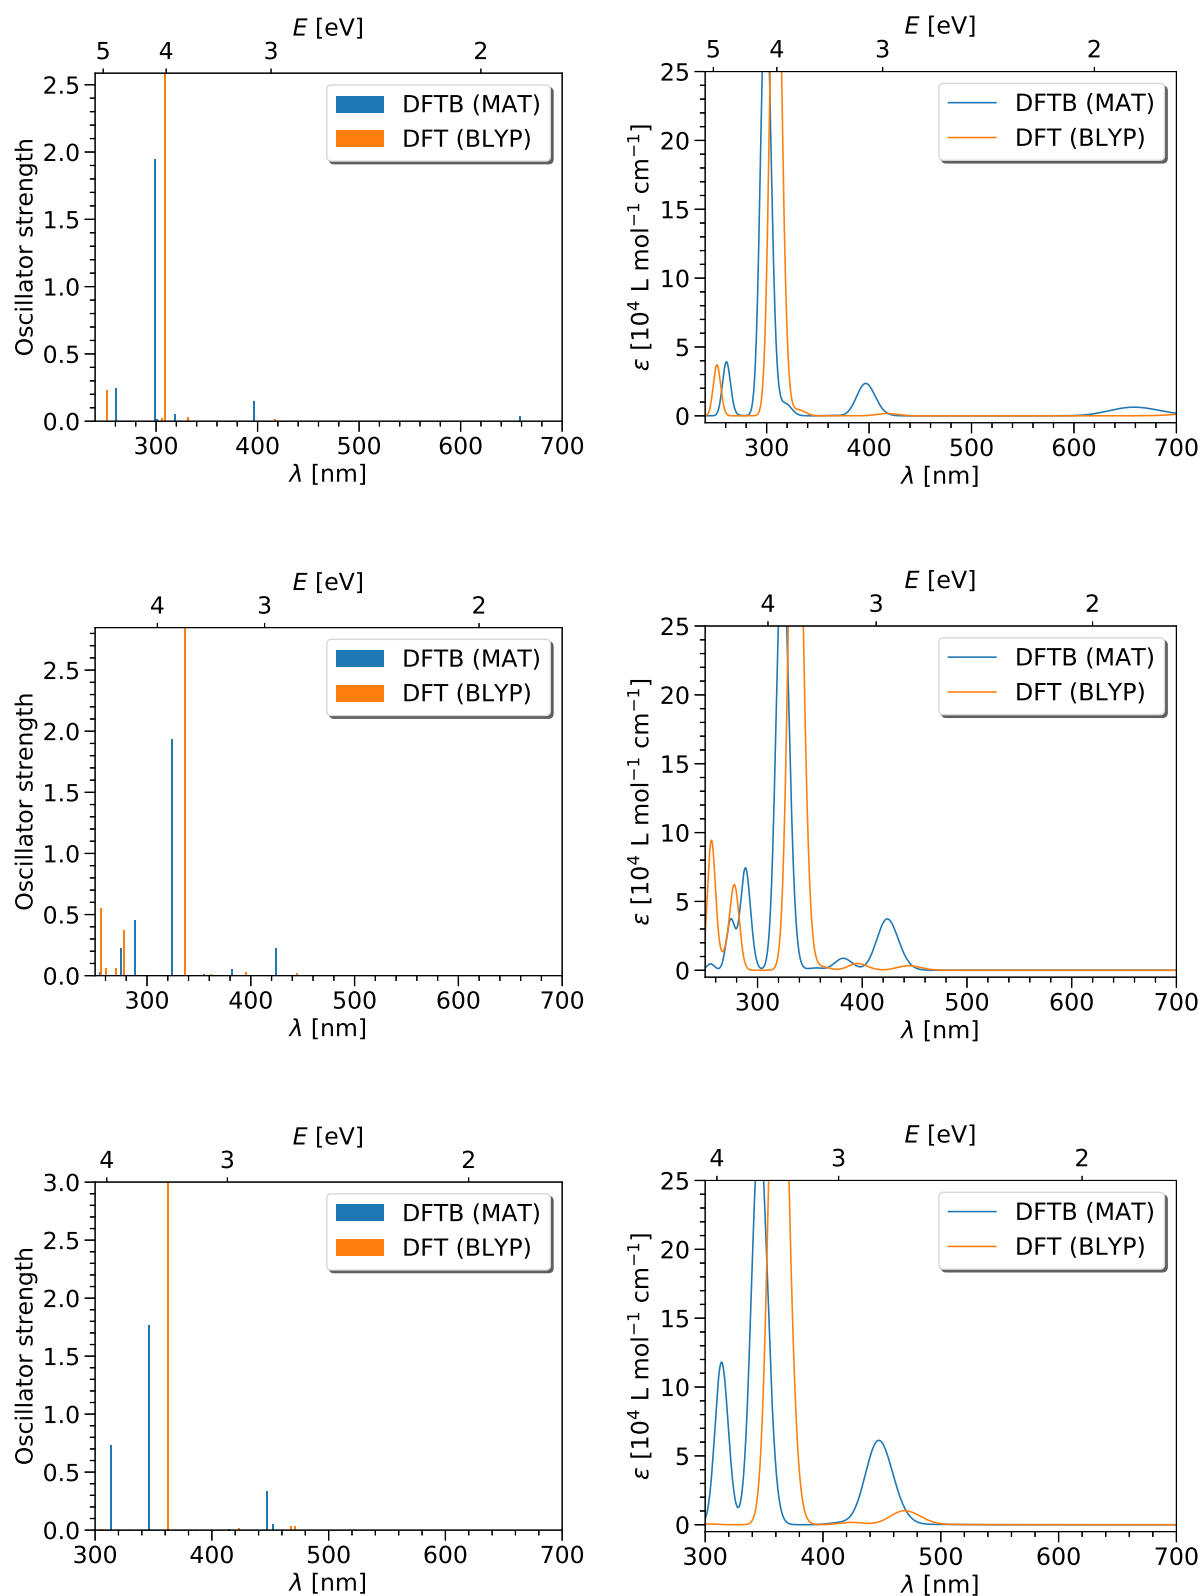 E [eV]
5 4 3 2
2.5
2.0
1.5
1.0
0.5
0.0
Oscillator strength
DFTB (MAT)
DFT (BLYP)
300 400 500 600 700
λ [nm]
E [eV]
5 4 3 2
25
20
15
10
5
0
ε [10⁴ L mol⁻¹ cm⁻¹]
DFTB (MAT)
DFT (BLYP)
300 400 500 600 700
λ [nm]
E [eV]
4 3 2
2.5
2.0
1.5
1.0
0.5
0.0
Oscillator strength
DFTB (MAT)
DFT (BLYP)
300 400 500 600 700
λ [nm]
E [eV]
4 3 2
25
20
15
10
5
0
ε [10⁴ L mol⁻¹ cm⁻¹]
DFTB (MAT)
DFT (BLYP)
300 400 500 600 700
λ [nm]
E [eV]
4 3 2
3.0
2.5
2.0
1.5
1.0
0.5
0.0
Oscillator strength
DFTB (MAT)
DFT (BLYP)
300 400 500 600 700
λ [nm]
E [eV]
4 3 2
25
20
15
10
5
0
ε [10⁴ L mol⁻¹ cm⁻¹]
DFTB (MAT)
DFT (BLYP)
300 400 500 600 700
λ [nm]